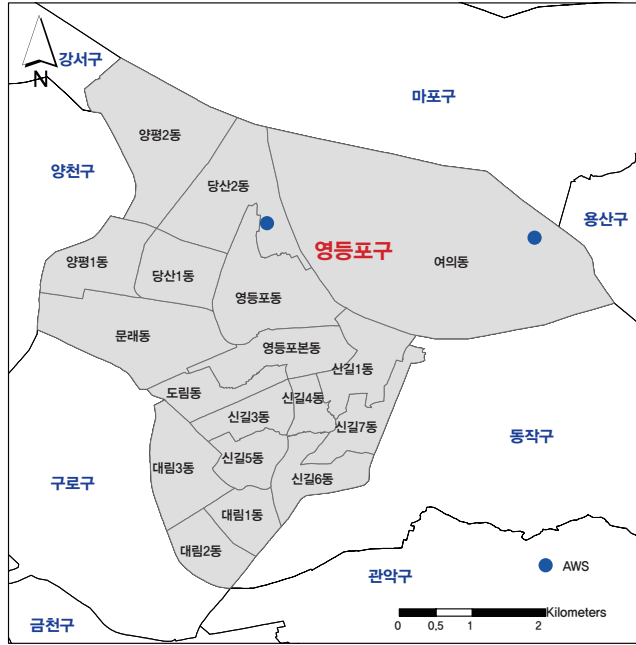 N
강서구
마포구
양평2동
양천구
당산2동
용산구
영등포구
여의동
양평1동
당산1동
영등포동
문래동
영등포본동
신길1동
도림동
신길4동
신길3동
신길7동
동작구
대림3동
신길5동
신길6동
구로구
대림1동
대림2동
관악구
AWS
금천구
Kilometers
0 0.5 1 2